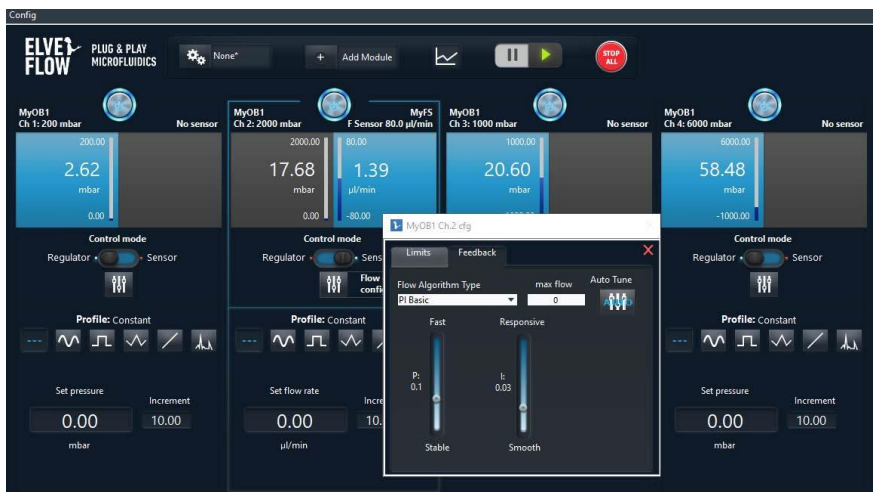 Config
ELVE FLOW
PLUG & PLAY
MICROFLUIDICS
None*
+ Add Module
STOP
ALL
MyOB1
Ch 1: 200 mbar
No sensor
200.00
2.62
mbar
0.00
Control mode
Regulator
Sensor
Profile: Constant
Set pressure
Increment
0.00
10.00
mbar
MyOB1
Ch 2: 2000 mbar
MyFS
F Sensor 80.0 µl/min
2000.00
80.00
17.68
1.39
mbar
µl/min
0.00
-80.00
Control mode
Regulator
Sens
Flow
confi
Profile: Constant
Set flow rate
Incre
0.00
10.
µl/min
MyOB1
Ch 3: 1000 mbar
No sensor
1000.00
20.60
mbar
MyOB1 Ch.2 cfg
Limits
Feedback
X
Flow Algorithm Type
max flow
Auto Tune
PI Basic
0
AUTO
Fast
Responsive
P:
0.1
I:
0.03
Stable
Smooth
MyOB1
Ch 4: 6000 mbar
No sensor
6000.00
58.48
mbar
-1000.00
Control mode
Regulator
Sensor
Profile: Constant
Set pressure
Increment
0.00
10.00
mbar